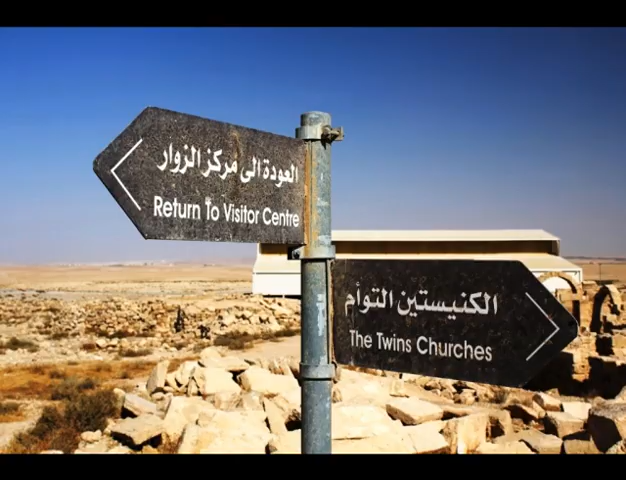 العودة الى مركز الزوار
Return To Visitor Centre
الكنيستين التوأم
The Twins Churches